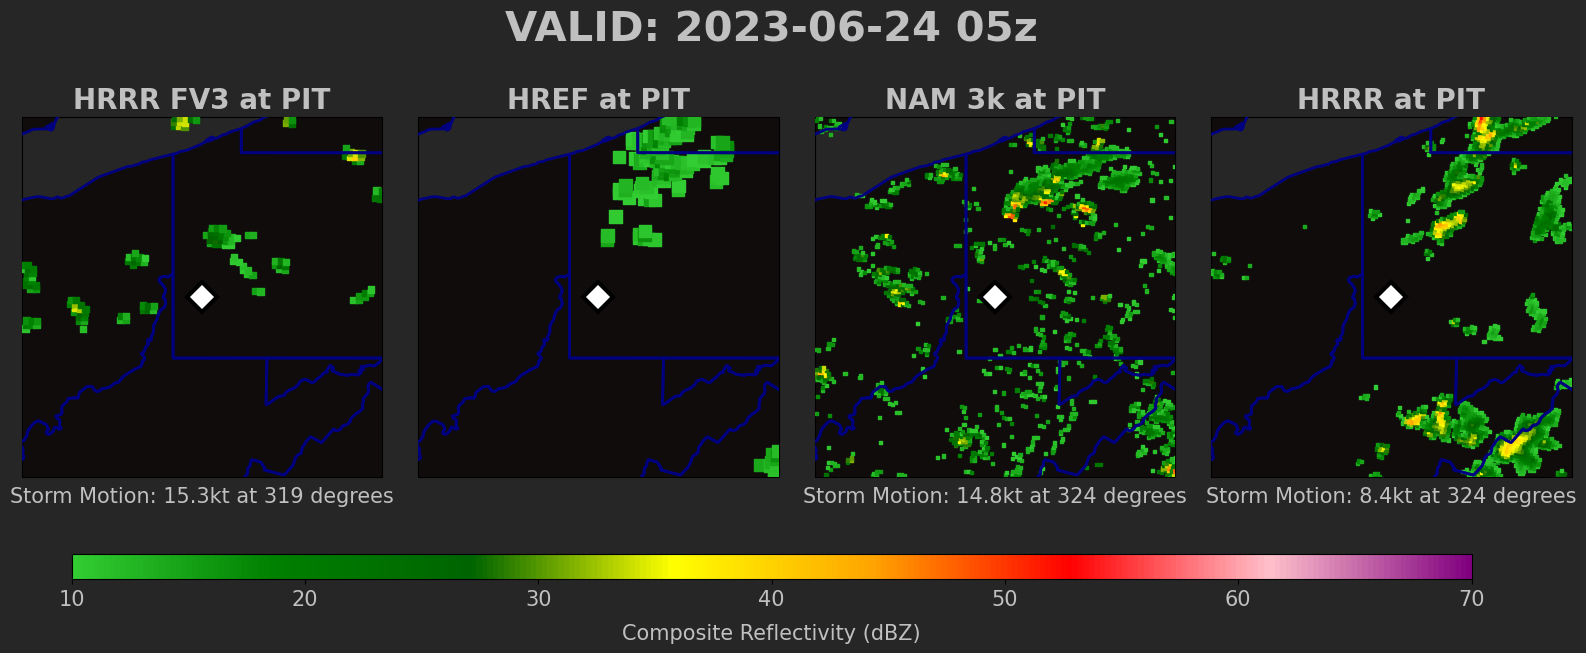 VALID: 2023-06-24 05z
HRRR FV3 at PIT
HREF at PIT
NAM 3k at PIT
HRRR at PIT
Storm Motion: 15.3kt at 319 degrees
Storm Motion: 14.8kt at 324 degrees
Storm Motion: 8.4kt at 324 degrees
10 20 30 40 50 60 70
Composite Reflectivity (dBZ)